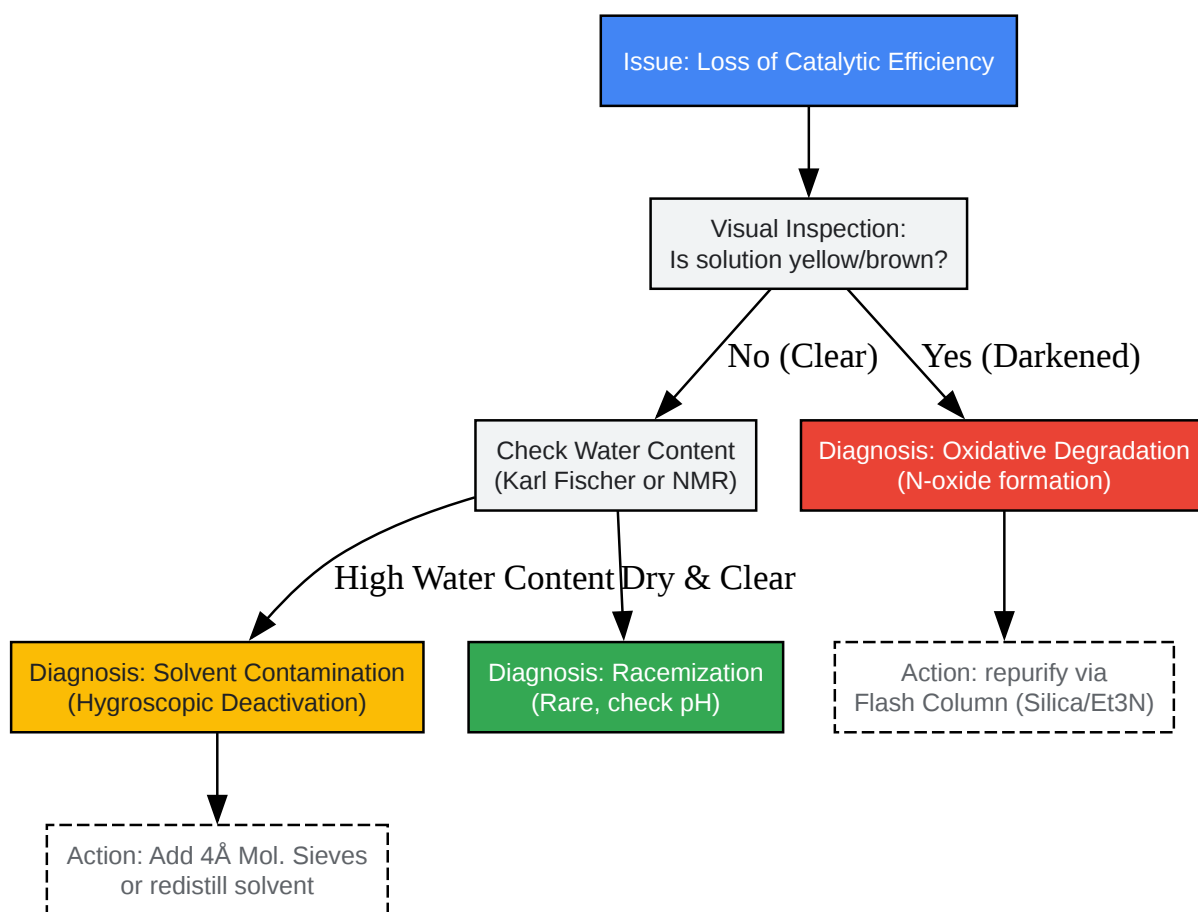 Issue: Loss of Catalytic Efficiency
Visual Inspection:
Is solution yellow/brown?
No (Clear)
Yes (Darkened)
Check Water Content
(Karl Fischer or NMR)
Diagnosis: Oxidative Degradation
(N-oxide formation)
High Water Content
Dry & Clear
Diagnosis: Solvent Contamination
(Hygroscopic Deactivation)
Diagnosis: Racemization
(Rare, check pH)
Action: repurify via
Flash Column (Silica/Et3N)
Action: Add 4Å Mol. Sieves
or redistill solvent